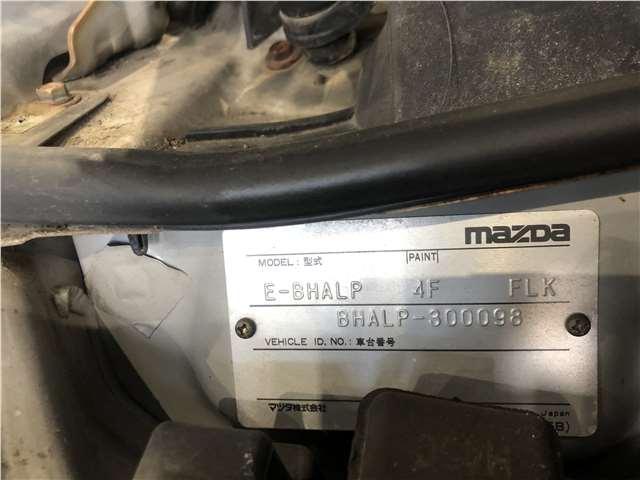 mazda
MODEL : 型式 PAINT
E-BHALP 4F FLK
BHALP-300098
VEHICLE ID. NO. : 車台番号
マツダ株式会社 Japan
B)